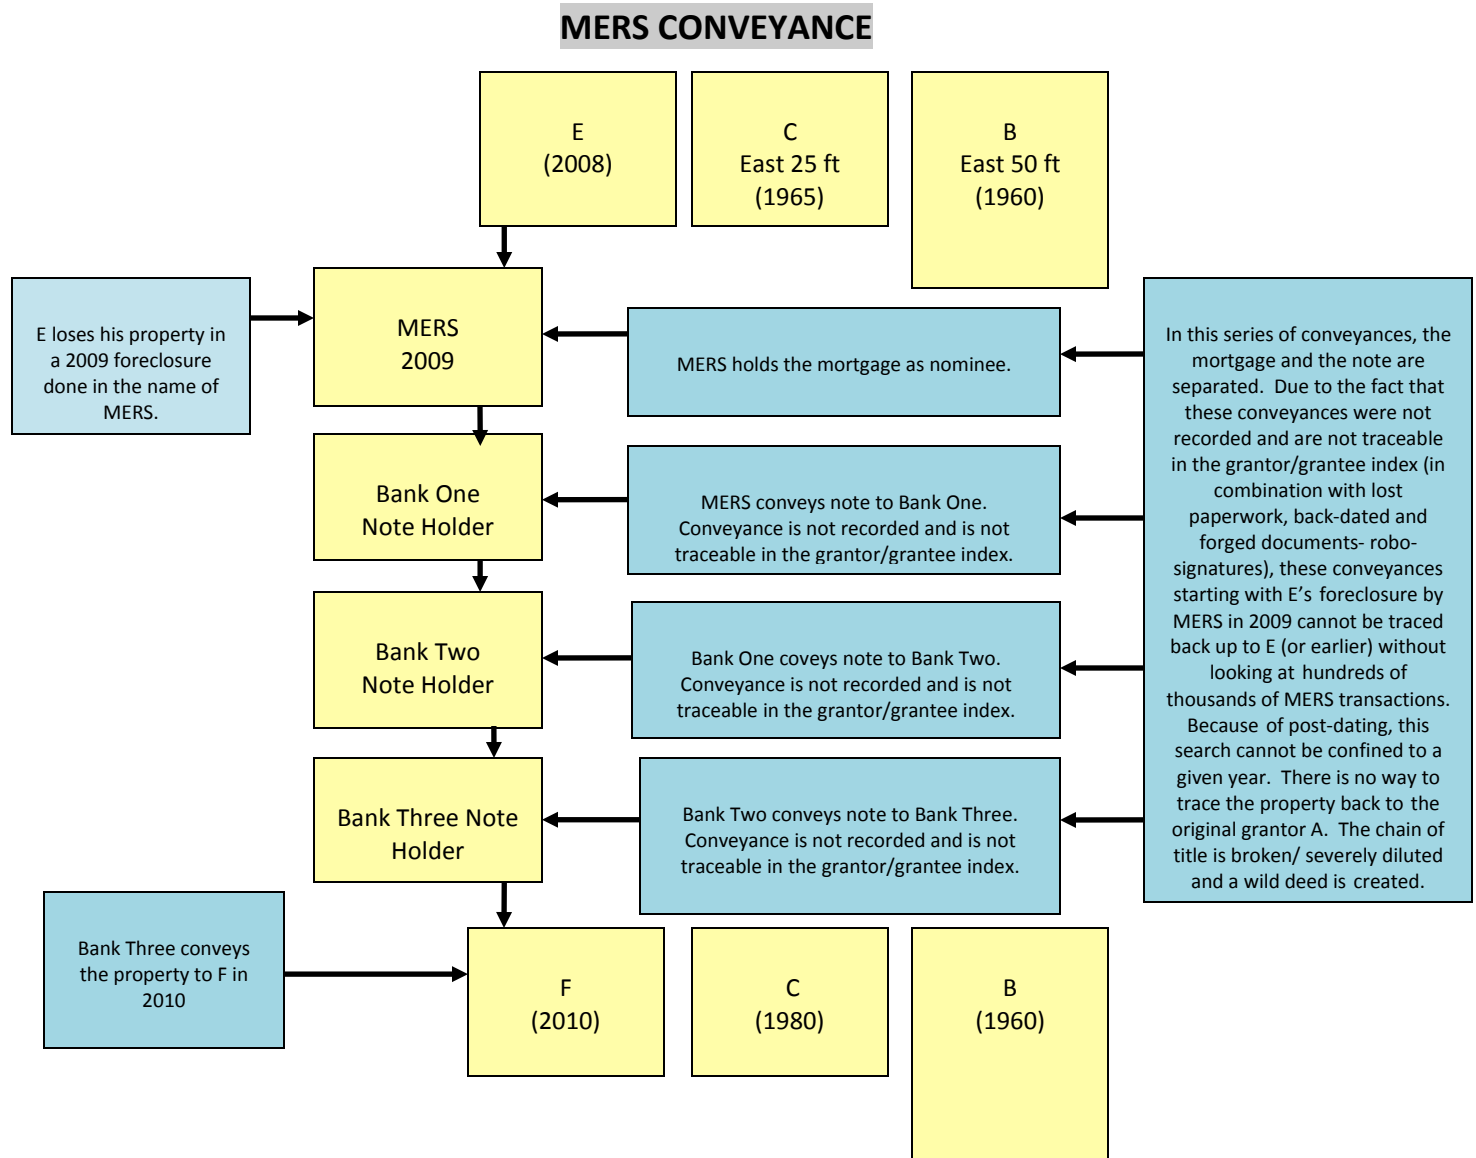 MERS CONVEYANCE
E
(2008)
C
East 25 ft
(1965)
B
East 50 ft
(1960)
E loses his property in
a 2009 foreclosure
done in the name of
MERS.
MERS
2009
MERS holds the mortgage as nominee.
Bank One
Note Holder
MERS conveys note to Bank One.
Conveyance is not recorded and is not
traceable in the grantor/grantee index.
Bank Two
Note Holder
Bank One coveys note to Bank Two.
Conveyance is not recorded and is not
traceable in the grantor/grantee index.
Bank Three Note
Holder
Bank Two conveys note to Bank Three.
Conveyance is not recorded and is not
traceable in the grantor/grantee index.
In this series of conveyances, the
mortgage and the note are
separated. Due to the fact that
these conveyances were not
recorded and are not traceable
in the grantor/grantee index (in
combination with lost
paperwork, back-dated and
forged documents- robo-
signatures), these conveyances
starting with E’s foreclosure by
MERS in 2009 cannot be traced
back up to E (or earlier) without
looking at hundreds of
thousands of MERS transactions.
Because of post-dating, this
search cannot be confined to a
given year. There is no way to
trace the property back to the
original grantor A. The chain of
title is broken/ severely diluted
and a wild deed is created.
Bank Three conveys
the property to F in
2010
F
(2010)
C
(1980)
B
(1960)